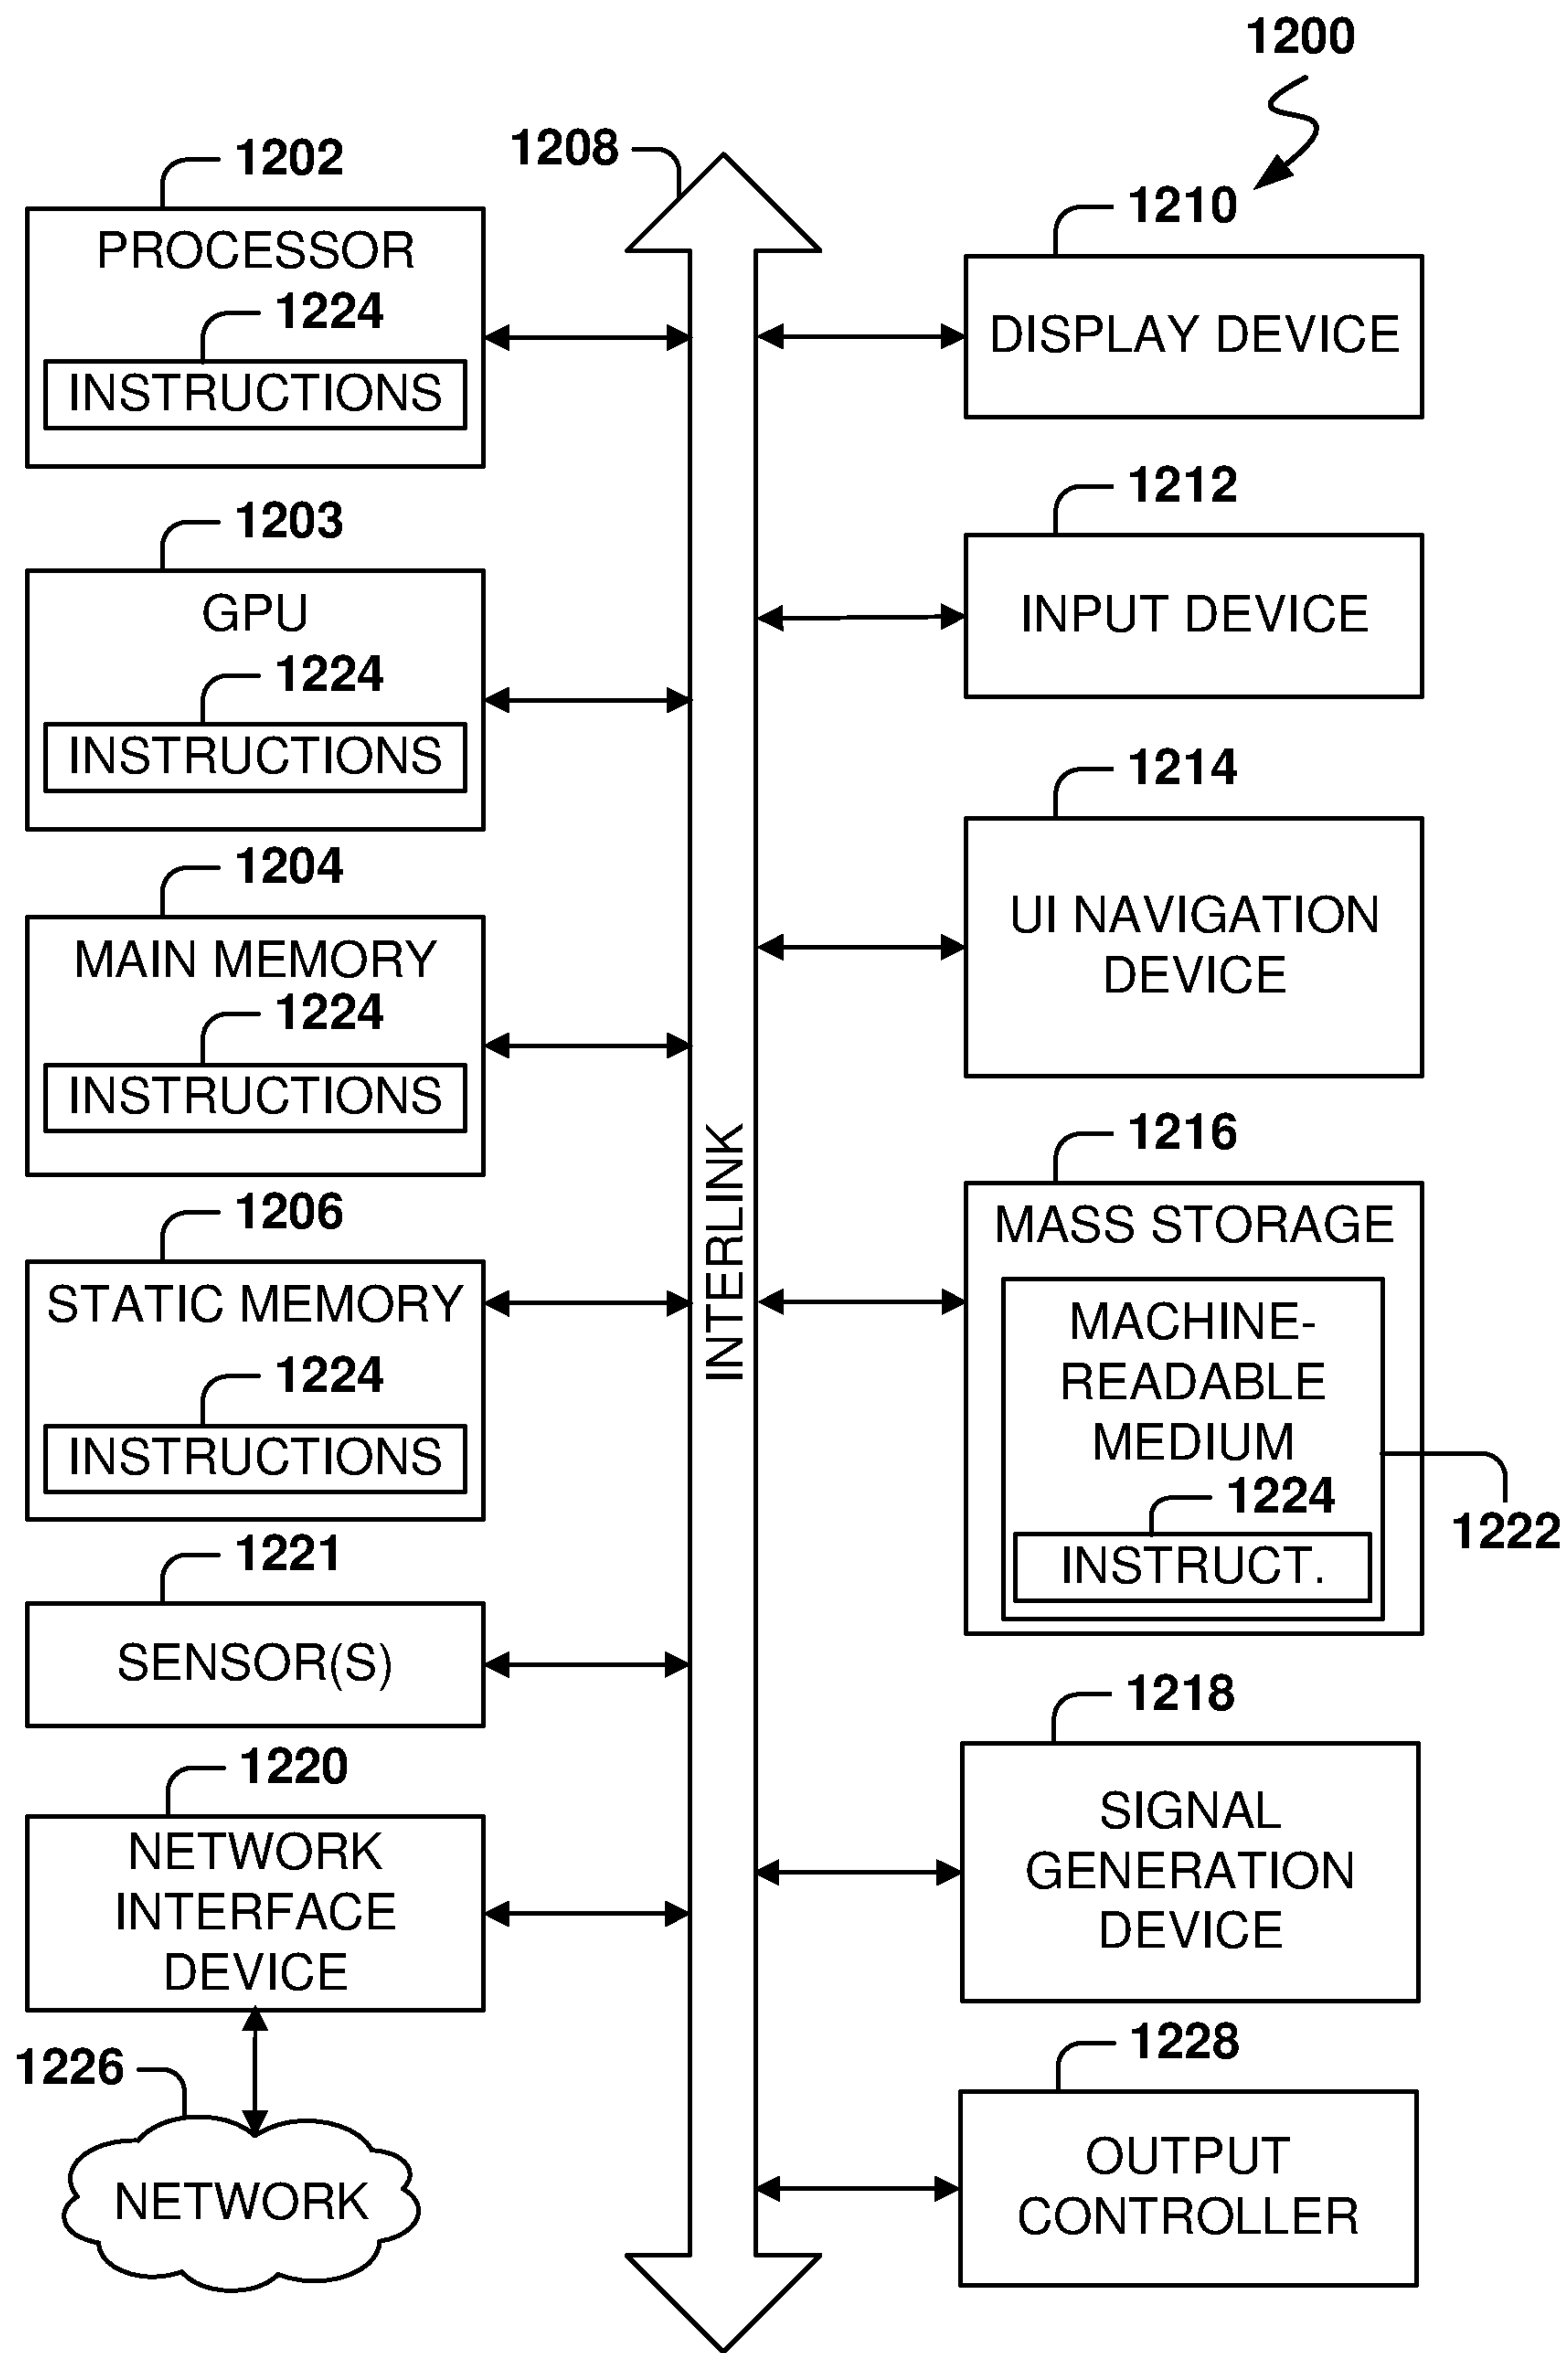 1200
1202
PROCESSOR
1224
INSTRUCTIONS
1203
GPU
1224
INSTRUCTIONS
1204
MAIN MEMORY
1224
INSTRUCTIONS
1206
STATIC MEMORY
1224
INSTRUCTIONS
1221
SENSOR(S)
1220
NETWORK
INTERFACE
DEVICE
1226
NETWORK
1208
INTERLINK
1210
DISPLAY DEVICE
1212
INPUT DEVICE
1214
UI NAVIGATION
DEVICE
1216
MASS STORAGE
MACHINE-
READABLE
MEDIUM
1224
INSTRUCT.
1222
1218
SIGNAL
GENERATION
DEVICE
1228
OUTPUT
CONTROLLER